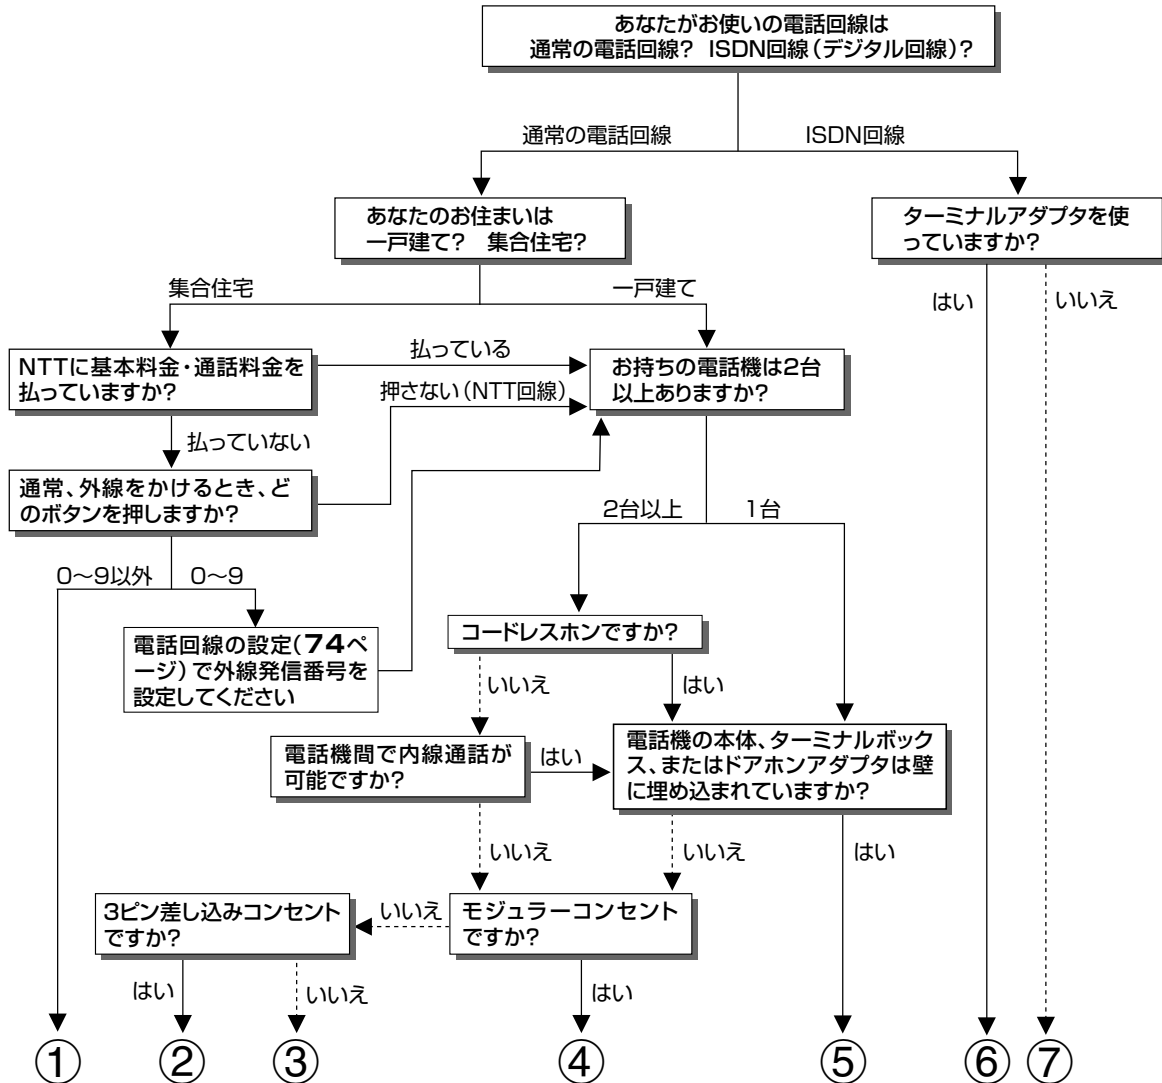 あなたがお使いの電話回線は
通常の電話回線? ISDN回線(デジタル回線)?
通常の電話回線
ISDN回線
あなたのお住まいは
一戸建て? 集合住宅?
ターミナルアダプタを使
っていますか?
集合住宅
一戸建て
はい
いいえ
NTTに基本料金・通話料金を
払っていますか?
払っている
お持ちの電話機は2台
以上ありますか?
押さない(NTT回線)
払っていない
通常、外線をかけるとき、ど
のボタンを押しますか?
2台以上
1台
0〜9以外
0〜9
コードレスホンですか?
電話回線の設定(74ペ
ージ)で外線発信番号を
設定してください
いいえ
はい
電話機間で内線通話が
可能ですか?
はい
電話機の本体、ターミナルボック
ス、またはドアホンアダプタは壁
に埋め込まれていますか?
いいえ
いいえ
はい
3ピン差し込みコンセント
ですか?
いいえ
モジュラーコンセント
ですか?
はい
いいえ
はい
①
②
③
④
⑤
⑥
⑦